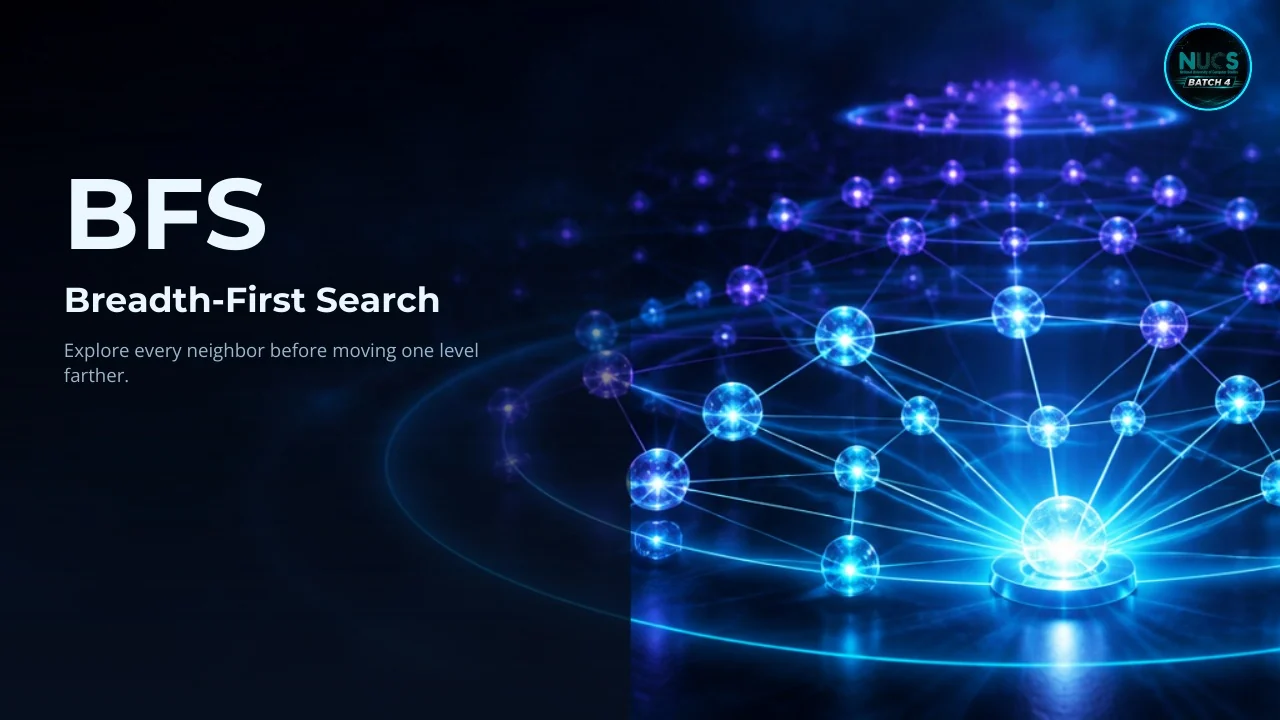 NUCS
BATCH 4
BFS
Breadth-First Search
Explore every neighbor before moving one level
farther.